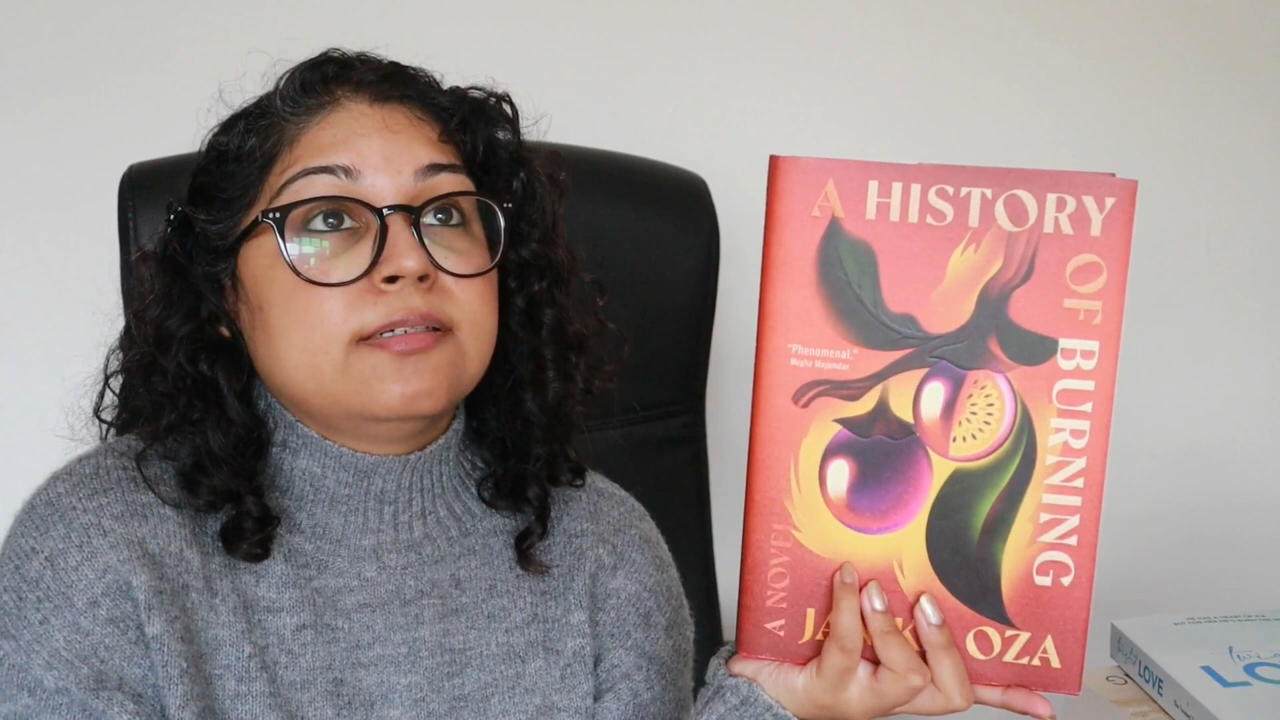 A HISTORY
OF BURNING
"Phenomenal."
Megha Majumdar
A NOVEL
OZA
LOVE